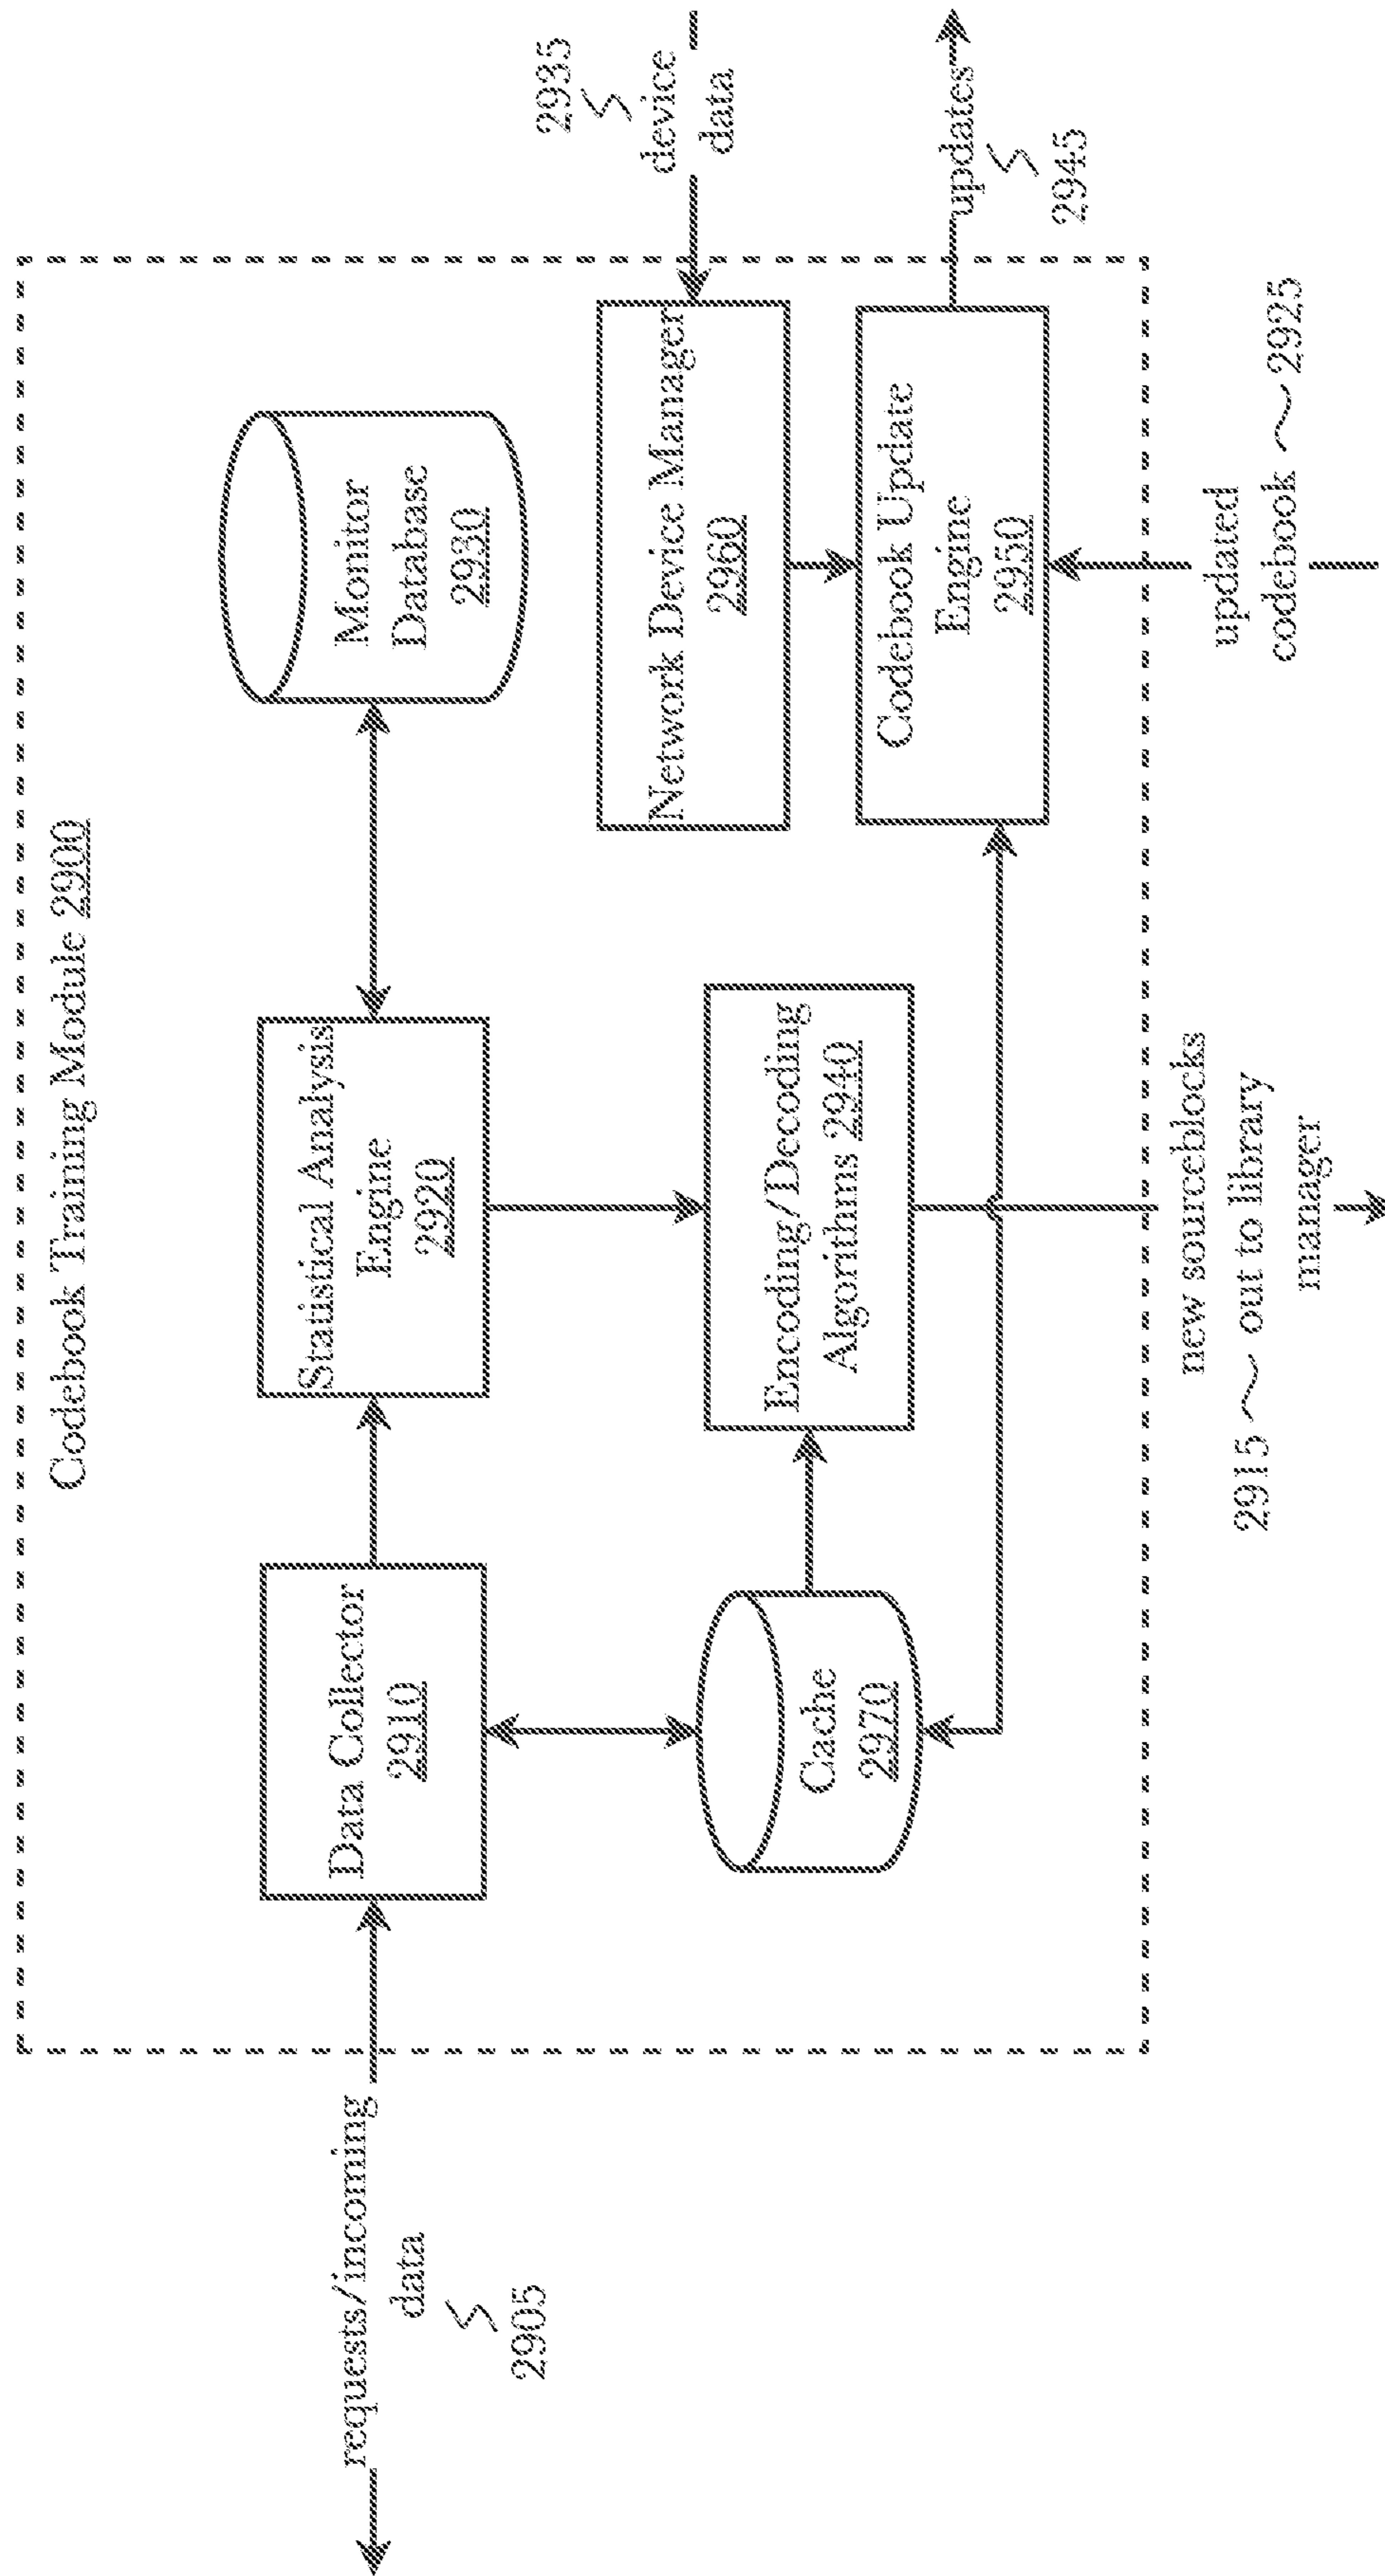 Codebook Training Module 2900
requests/incoming
data
2905
Data Collector
2910
Statistical Analysis
Engine
2920
Monitor
Database
2930
2935
device
data
Network Device Manager
2960
Cache
2970
Encoding/Decoding
Algorithms 2940
Codebook Update
Engine
2950
updates
2945
new sourceblocks
2915 ～ out to library
manager
updated
codebook ～ 2925